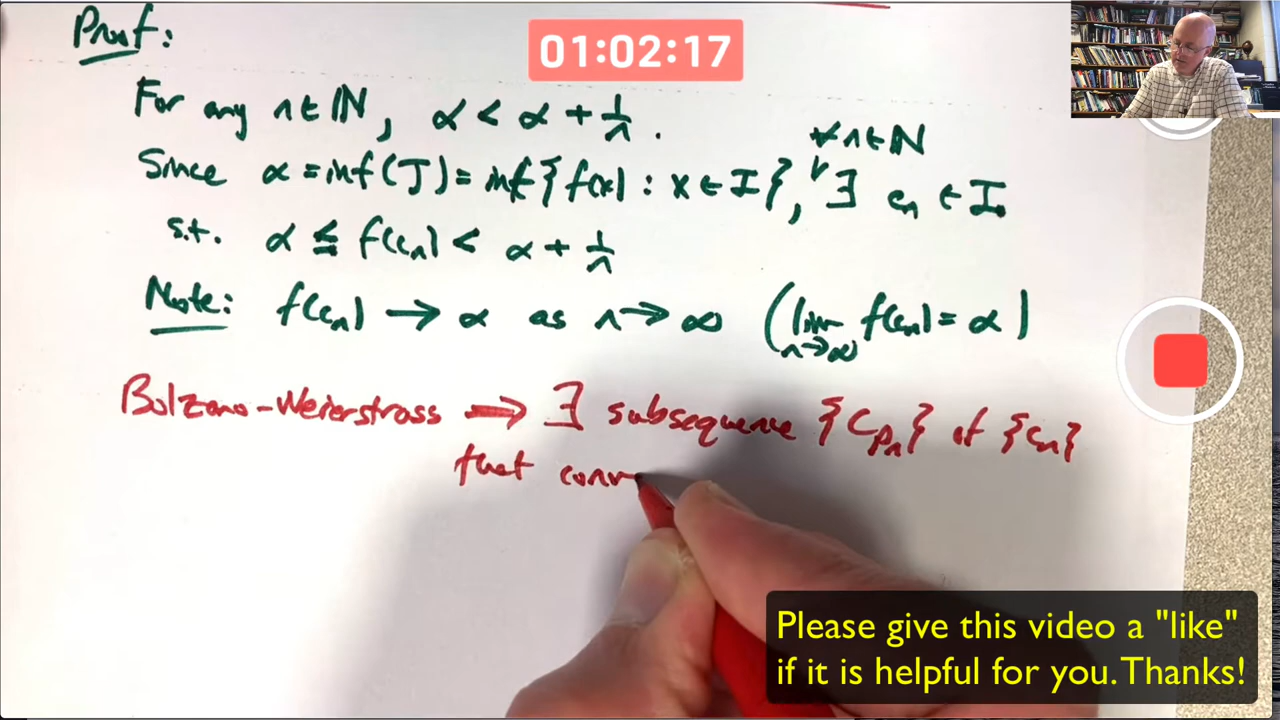 01:02:17
Proof:
For any n ∈ ℕ, α < α + 1/n.
∀ n ∈ ℕ
Since α = inf(J) = inf{f(x) : x ∈ I}, ∃ cₙ ∈ I
s.t. α ≤ f(cₙ) < α + 1/n
Note: f(cₙ) → α as n → ∞ (lim n→∞ f(cₙ) = α)
Bolzano-Weierstrass ⇒ ∃ subsequence {c_pₙ} of {cₙ}
that conv
Please give this video a "like"
if it is helpful for you. Thanks!